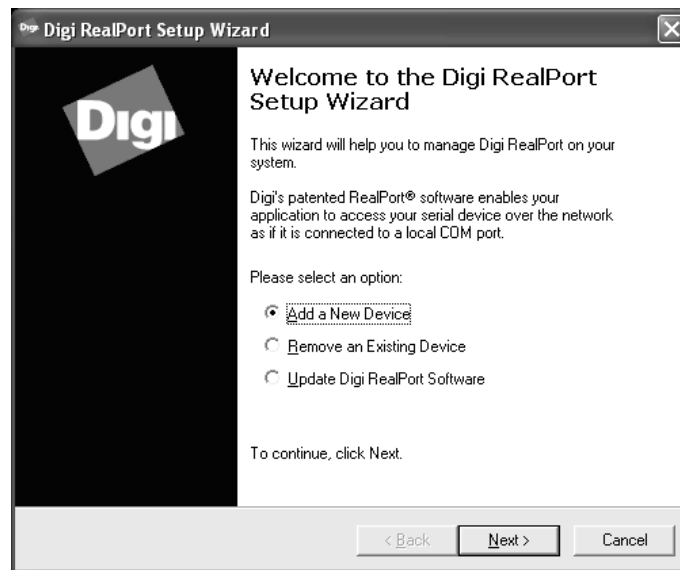 Digi Digi RealPort Setup Wizard
Digi
Welcome to the Digi RealPort
Setup Wizard
This wizard will help you to manage Digi RealPort on your
system.
Digi's patented RealPort® software enables your
application to access your serial device over the network
as if it is connected to a local COM port.
Please select an option:
Add a New Device
Remove an Existing Device
Update Digi RealPort Software
To continue, click Next.
< Back
Next >
Cancel